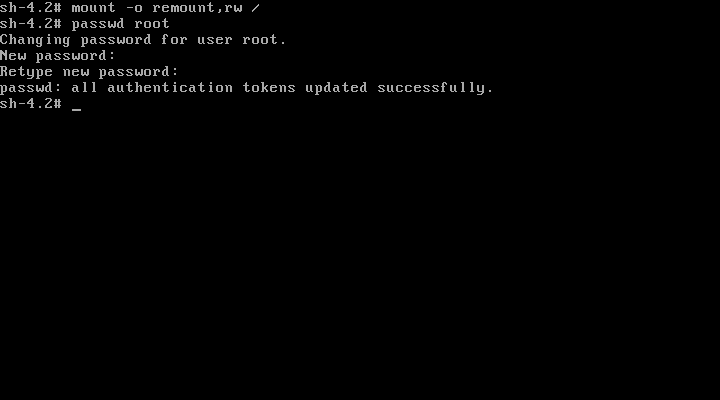 sh-4.2# mount -o remount,rw /
sh-4.2# passwd root
Changing password for user root.
New password:
Retype new password:
passwd: all authentication tokens updated successfully.
sh-4.2# _